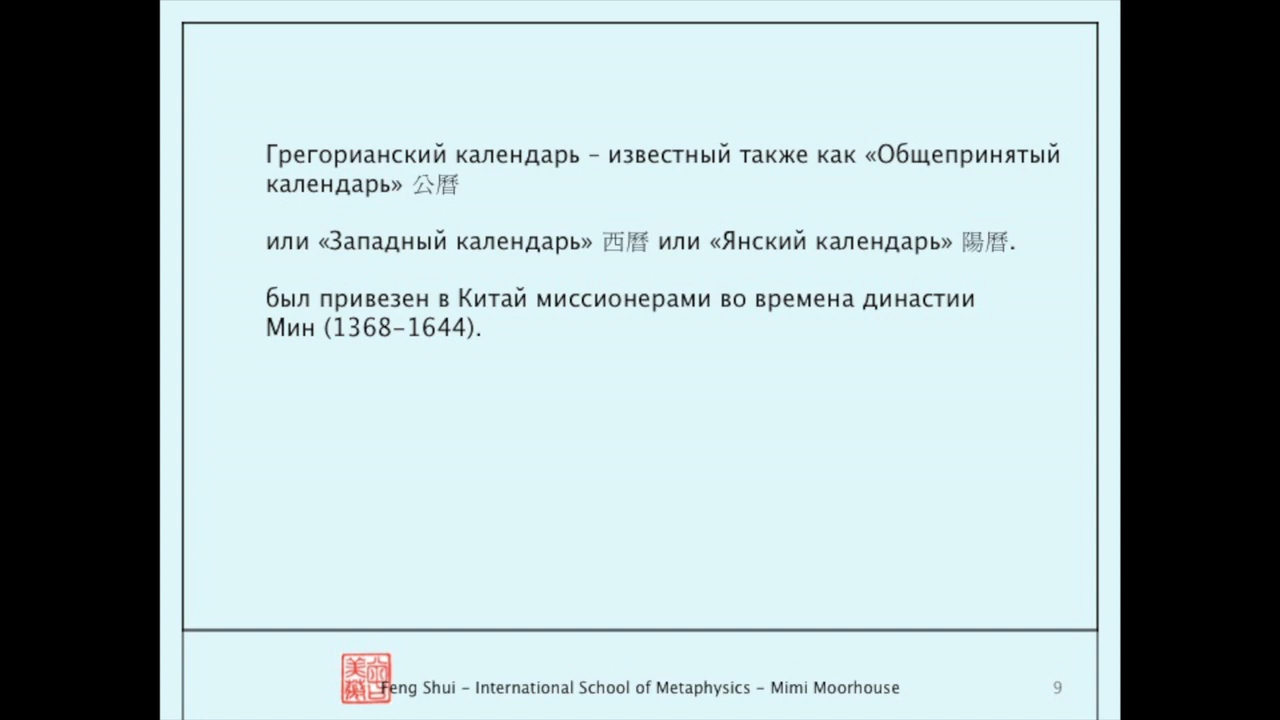 Грегорианский календарь – известный также как «Общепринятый
календарь» 公曆
или «Западный календарь» 西曆 или «Янский календарь» 陽曆.
был привезен в Китай миссионерами во времена династии
Мин (1368–1644).
Feng Shui – International School of Metaphysics – Mimi Moorhouse
9